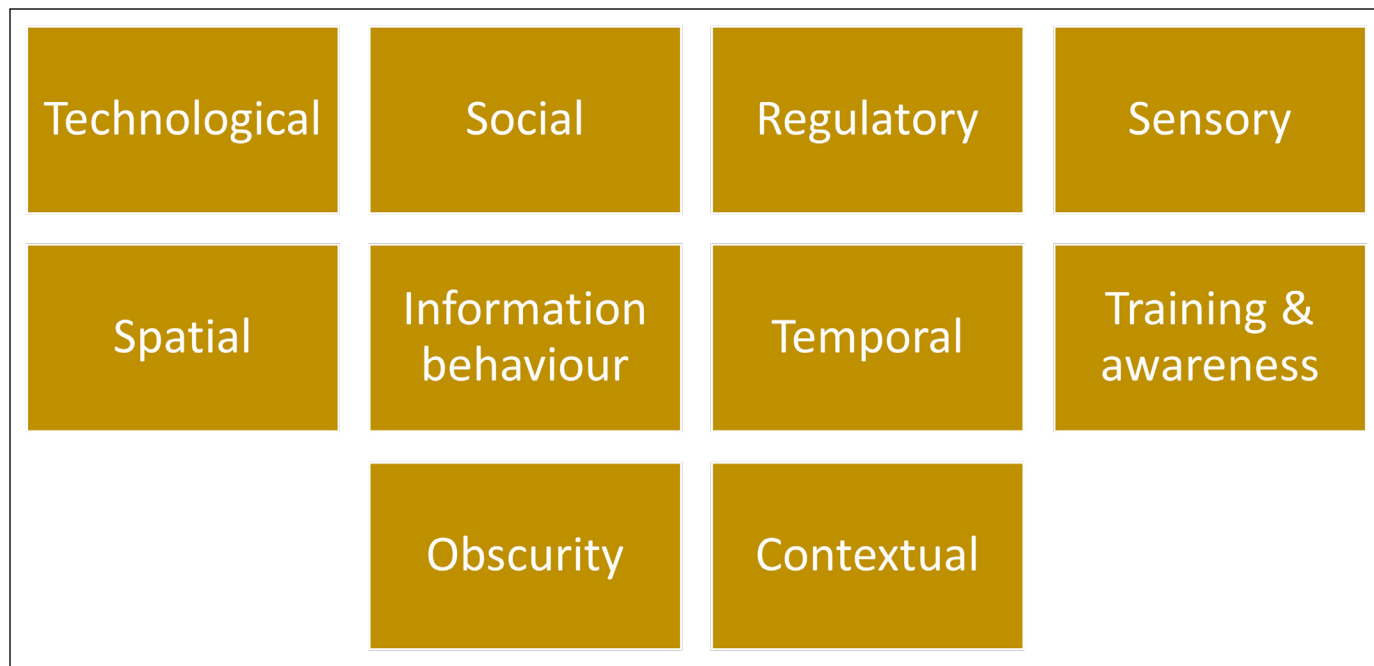 Technological
Social
Regulatory
Sensory
Spatial
Information
behaviour
Temporal
Training &
awareness
Obscurity
Contextual